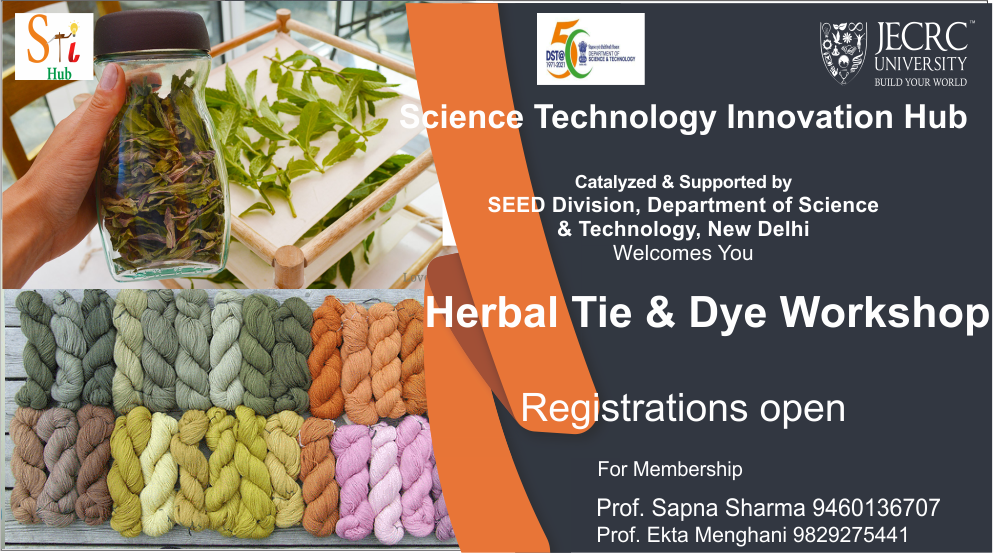 STi
Hub
DST@
1971-2021
DEPARTMENT OF
SCIENCE & TECHNOLOGY
JECRC™
UNIVERSITY
BUILD YOUR WORLD
Science Technology Innovation Hub
Catalyzed & Supported by
SEED Division, Department of Science
& Technology, New Delhi
Welcomes You
Herbal Tie & Dye Workshop
Registrations open
For Membership
Prof. Sapna Sharma 9460136707
Prof. Ekta Menghani 9829275441